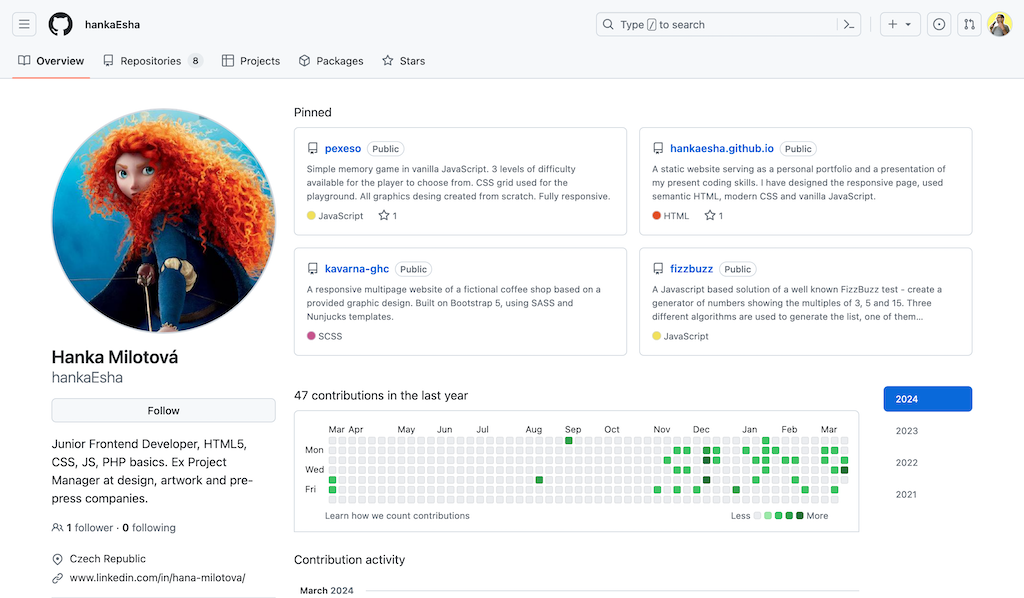 hankaEsha
Type / to search
Overview
Repositories 8
Projects
Packages
Stars
Hanka Milotová
hankaEsha
Follow
Junior Frontend Developer, HTML5,
CSS, JS, PHP basics. Ex Project
Manager at design, artwork and pre-
press companies.
1 follower · 0 following
Czech Republic
www.linkedin.com/in/hana-milotova/
Pinned
pexeso Public
Simple memory game in vanilla JavaScript. 3 levels of difficulty
available for the player to choose from. CSS grid used for the
playground. All graphics desing created from scratch. Fully responsive.
JavaScript 1
hankaesha.github.io Public
A static website serving as a personal portfolio and a presentation of
my present coding skills. I have designed the responsive page, used
semantic HTML, modern CSS and vanilla JavaScript.
HTML 1
kavarna-ghc Public
A responsive multipage website of a fictional coffee shop based on a
provided graphic design. Built on Bootstrap 5, using SASS and
Nunjucks templates.
SCSS
fizzbuzz Public
A Javascript based solution of a well known FizzBuzz test - create a
generator of numbers showing the multiples of 3, 5 and 15. Three
different algorithms are used to generate the list, one of them...
JavaScript
47 contributions in the last year
Mar Apr May Jun Jul Aug Sep Oct Nov Dec Jan Feb Mar
Mon
Wed
Fri
Learn how we count contributions
Less More
2024
2023
2022
2021
Contribution activity
March 2024